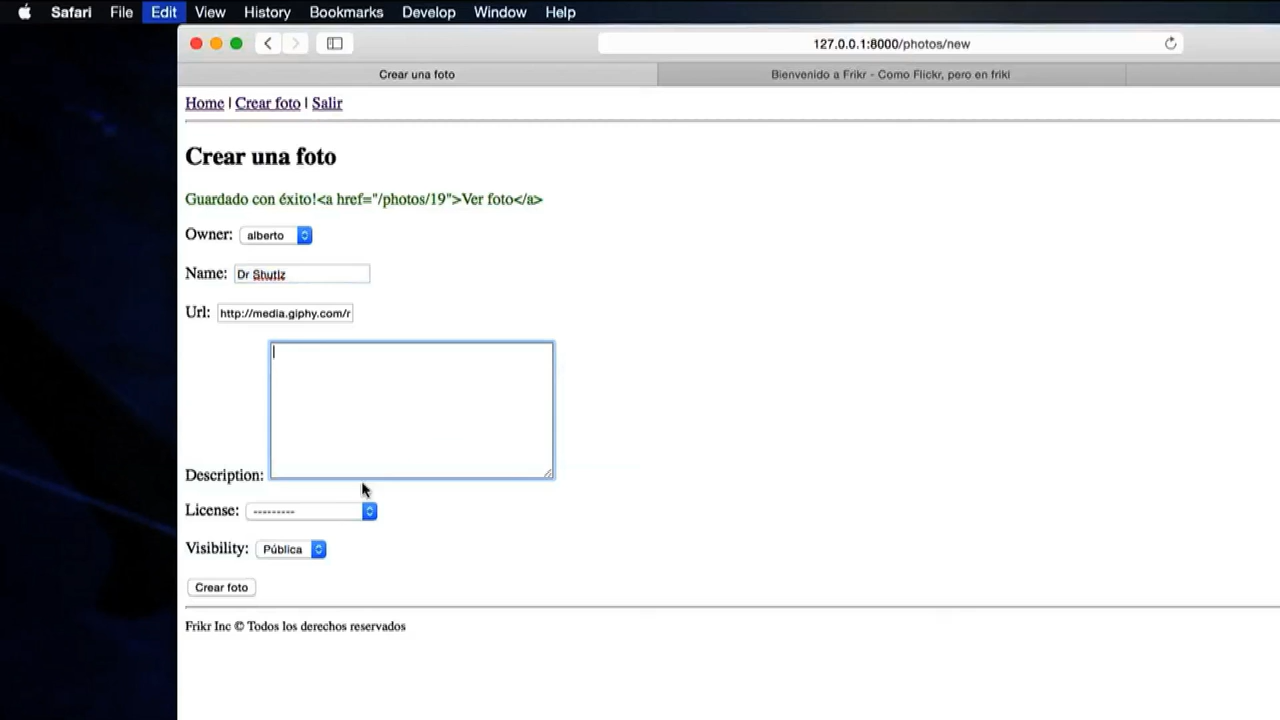 Safari File Edit View History Bookmarks Develop Window Help
127.0.0.1:8000/photos/new
Crear una foto Bienvenido a Frikr - Como Flickr, pero en friki
Home | Crear foto | Salir
Crear una foto
Guardado con éxito!<a href="/photos/19">Ver foto</a>
Owner: alberto
Name: Dr Shutlz
Url: http://media.giphy.com/r
Description:
License: ---------
Visibility: Pública
Crear foto
Frikr Inc © Todos los derechos reservados